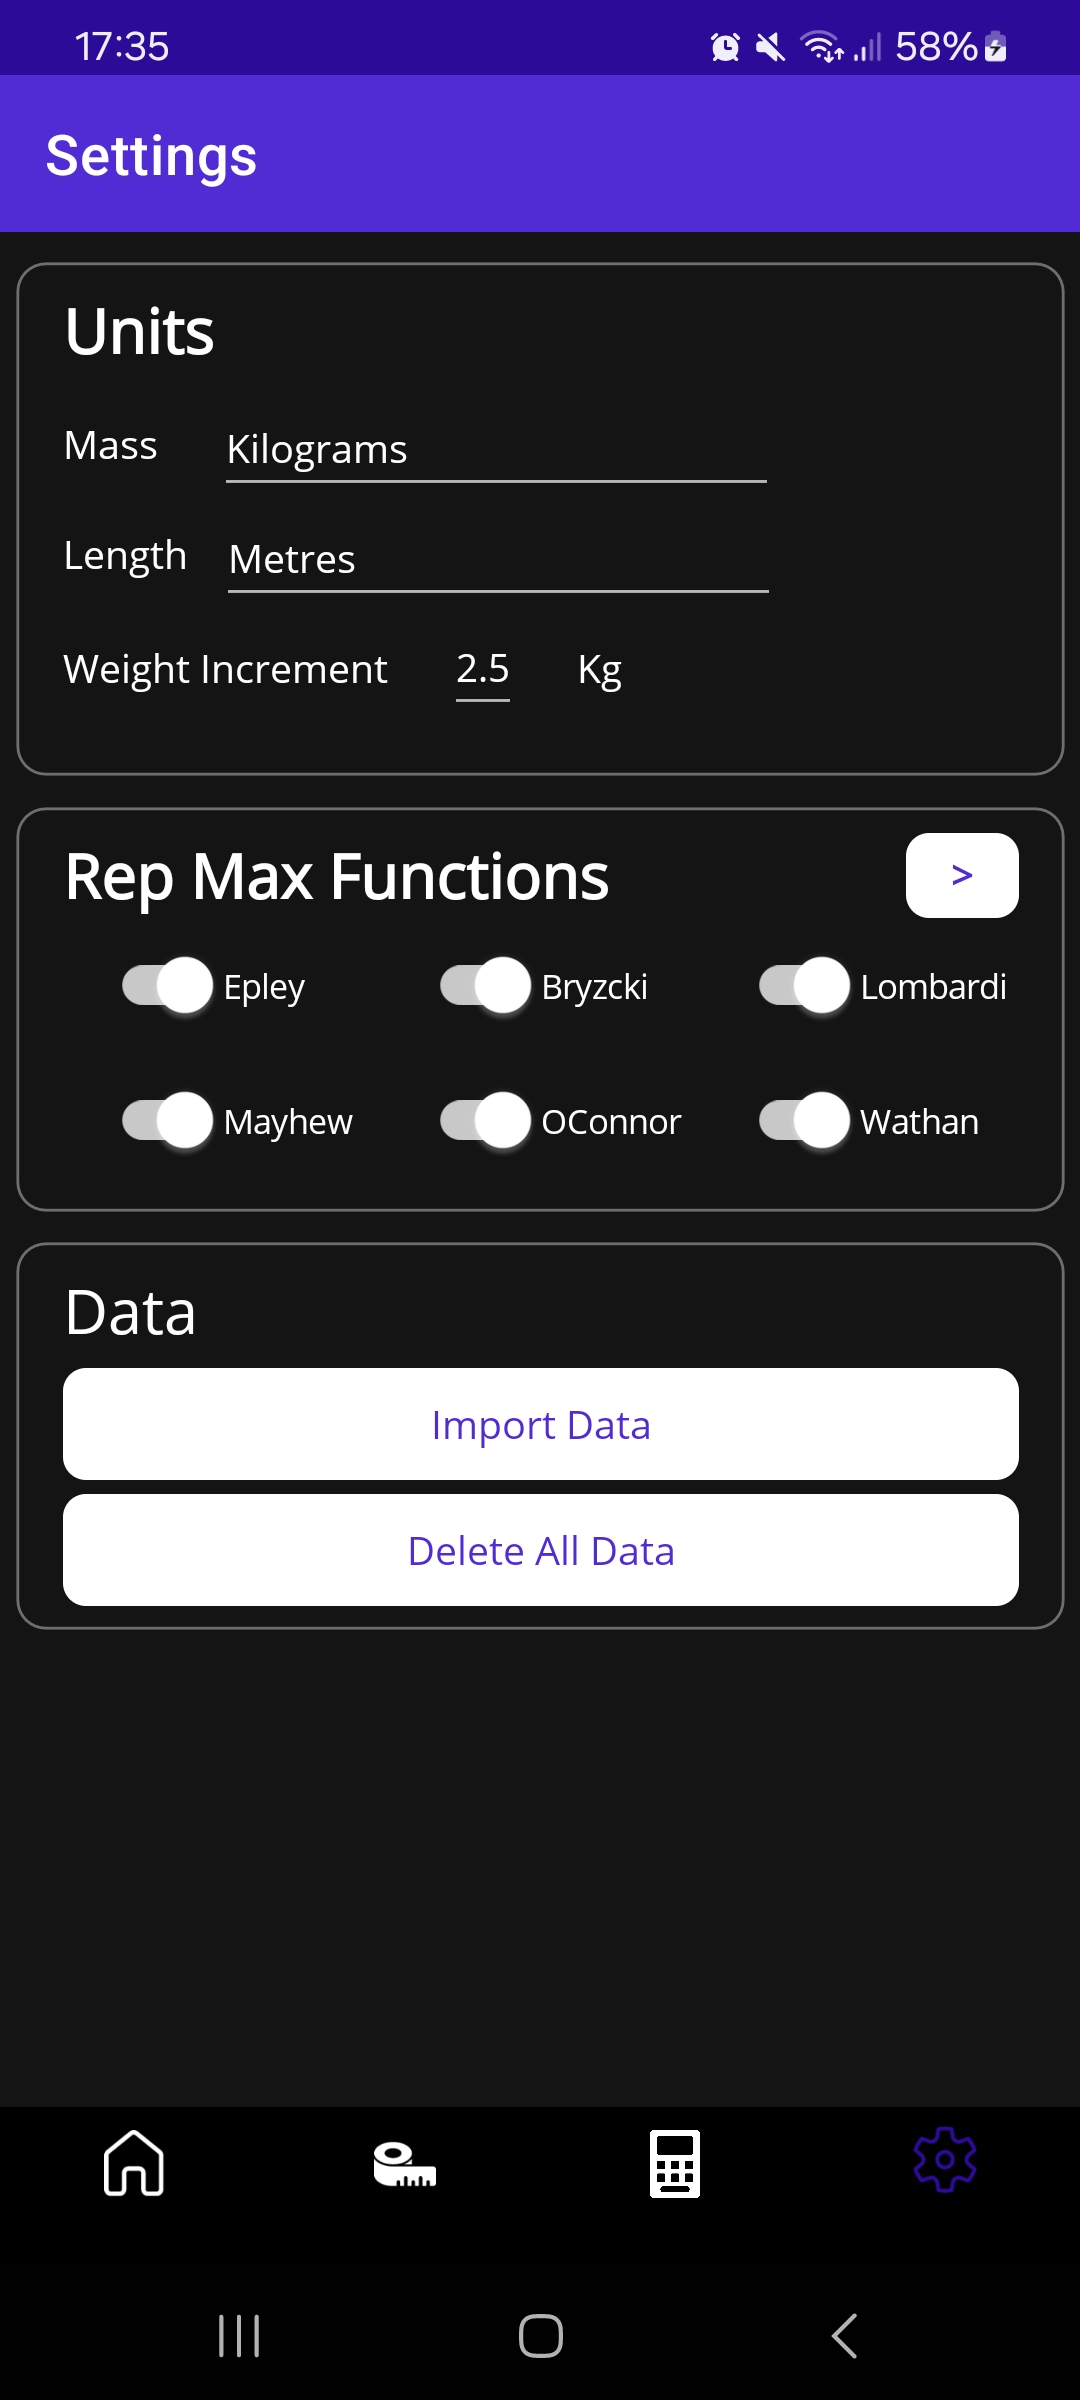 17:35 58%
Settings
Units
Mass Kilograms
Length Metres
Weight Increment 2.5 Kg
Rep Max Functions >
Epley Bryzcki Lombardi
Mayhew OConnor Wathan
Data
Import Data
Delete All Data